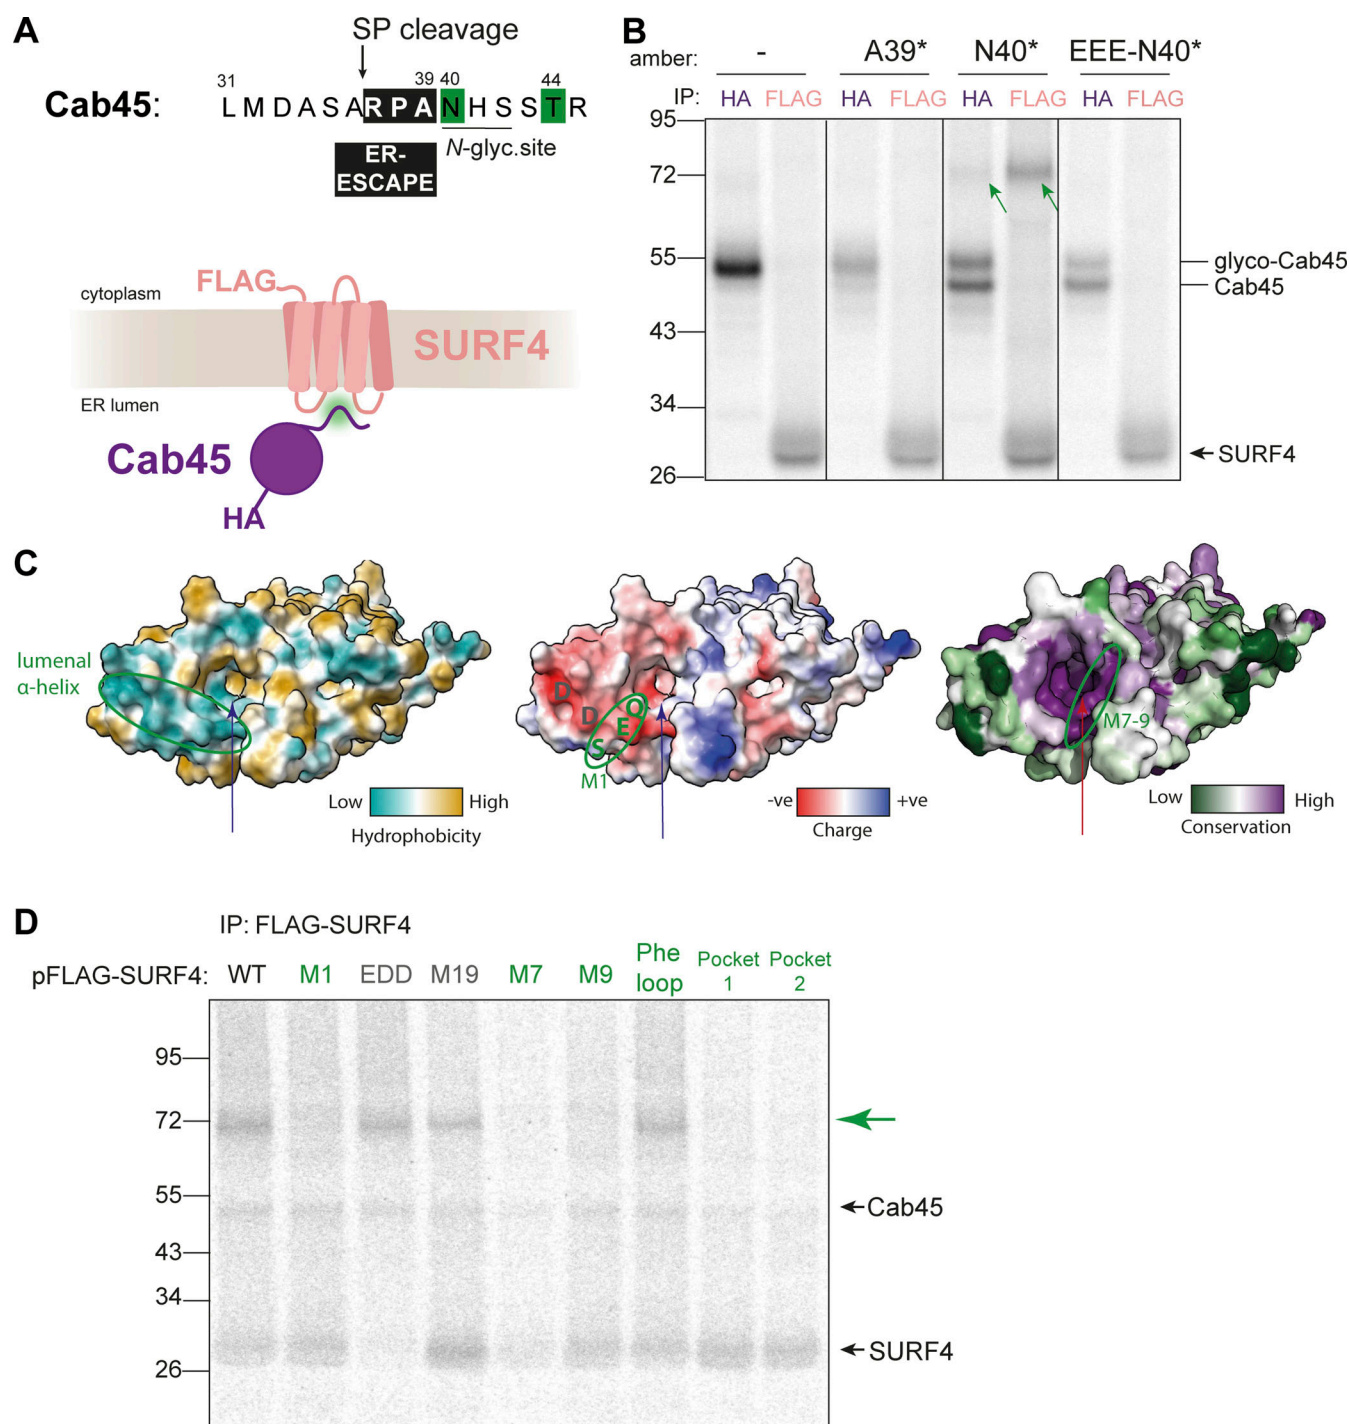 A
SP cleavage
31
39 40
44
Cab45:
L M D A S A R P A N H S S T R
ER-
ESCAPE
N-glyc.site
FLAG
cytoplasm
SURF4
ER lumen
Cab45
HA
B
amber:
-
A39*
N40*
EEE-N40*
IP:
HA FLAG HA FLAG HA FLAG HA FLAG
95
72
55
43
34
26
glyco-Cab45
Cab45
SURF4
C
lumenal
α-helix
Low
High
Hydrophobicity
D
D
Q
E
S
M1
-ve
+ve
Charge
M7-9
Low
High
Conservation
D
IP: FLAG-SURF4
pFLAG-SURF4:
WT
M1
EDD
M19
M7
M9
Phe
loop
Pocket
1
Pocket
2
95
72
55
43
34
26
Cab45
SURF4